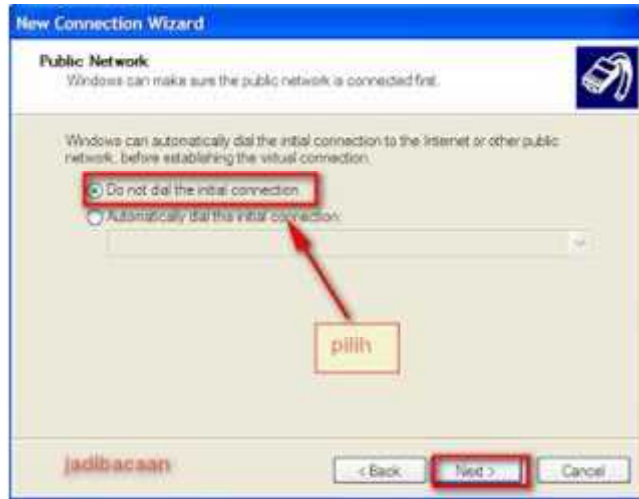 New Connection Wizard
Public Network
Windows can make sure the public network is connected first.
Windows can automatically dial the initial connection to the Internet or other public
network, before establishing the virtual connection.
Do not dial the initial connection.
Automatically dial this initial connection:
pilih
jadibacaan
< Back
Next >
Cancel